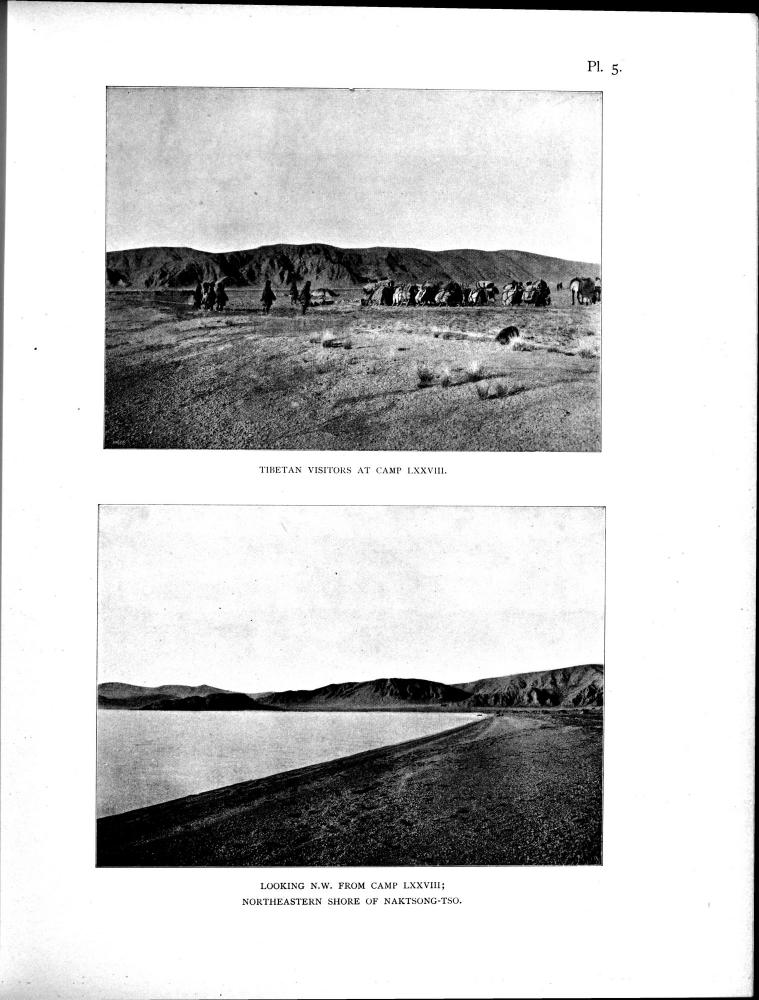 Pl. 5.
TIBETAN VISITORS AT CAMP LXXVIII.
LOOKING N.W. FROM CAMP LXXVIII;
NORTHEASTERN SHORE OF NAKTSONG-TSO.